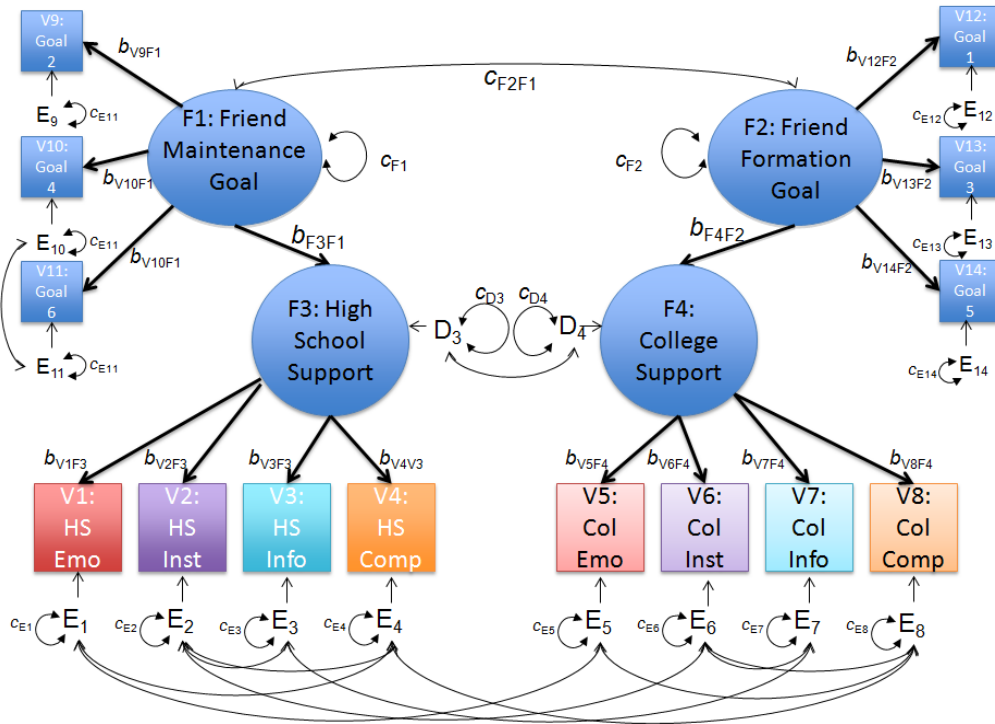 V9:
Goal
2
bV9F1
E9
cE11
V10:
Goal
4
bV10F1
E10
cE11
V11:
Goal
6
bV10F1
E11
cE11
F1: Friend
Maintenance
Goal
cF1
cF2F1
F2: Friend
Formation
Goal
cF2
V12:
Goal
1
bV12F2
cE12
E12
V13:
Goal
3
bV13F2
cE13
E13
V14:
Goal
5
bV14F2
cE14
E14
bF3F1
bF4F2
F3: High
School
Support
cD3
D3
cD4
D4
F4:
College
Support
bV1F3
bV2F3
bV3F3
bV4V3
bV5F4
bV6F4
bV7F4
bV8F4
V1:
HS
Emo
V2:
HS
Inst
V3:
HS
Info
V4:
HS
Comp
V5:
Col
Emo
V6:
Col
Inst
V7:
Col
Info
V8:
Col
Comp
cE1
E1
cE2
E2
cE3
E3
cE4
E4
cE5
E5
cE6
E6
cE7
E7
cE8
E8